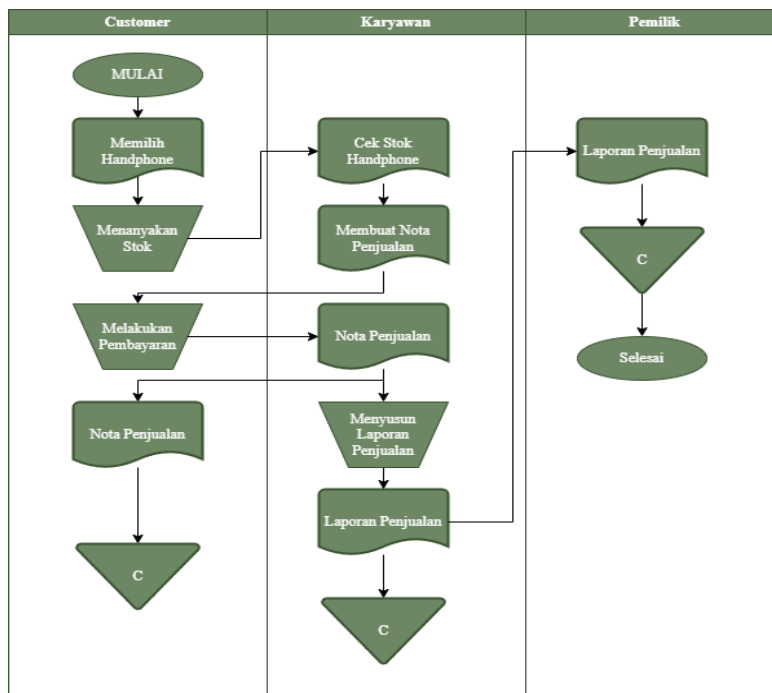 Customer
Karyawan
Pemilik
MULAI
Memilih
Handphone
Cek Stok
Handphone
Laporan Penjualan
Menanyakan
Stok
Membuat Nota
Penjualan
C
Melakukan
Pembayaran
Nota Penjualan
Selesai
Nota Penjualan
Menyusun
Laporan
Penjualan
Laporan Penjualan
C
C